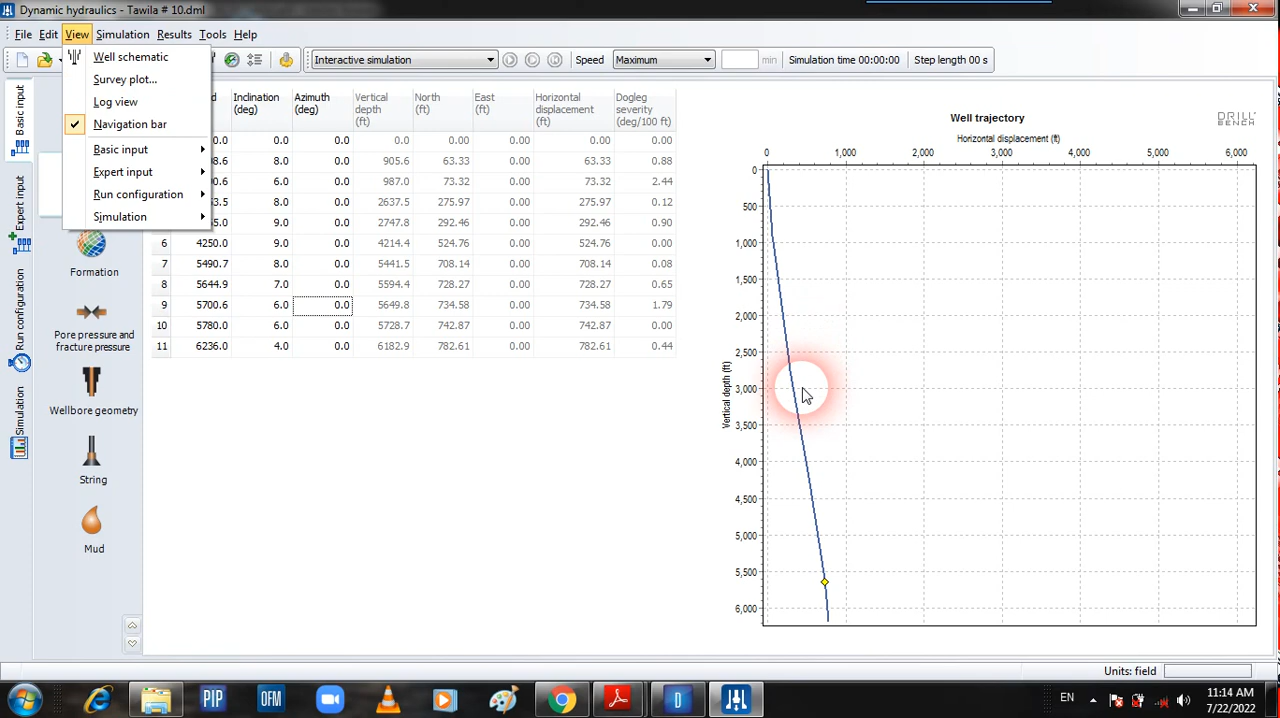 Dynamic hydraulics - Tawila # 10.dml
File Edit View Simulation Results Tools Help
Interactive simulation Speed Maximum min Simulation time 00:00:00 Step length 00 s
Well schematic
Survey plot...
Log view
Navigation bar
Basic input
Expert input
Run configuration
Simulation
Basic input
Expert input
Run configuration
Simulation
Formation
Pore pressure and
fracture pressure
Wellbore geometry
String
Mud
d Inclination (deg) Azimuth (deg) Vertical depth (ft) North (ft) East (ft) Horizontal displacement (ft) Dogleg severity (deg/100 ft)
.0 0.0 0.0 0.0 0.0 0.00 0.00 0.00
8.6 8.0 0.0 905.6 63.33 0.00 63.33 0.88
0.6 6.0 0.0 987.0 73.32 0.00 73.32 2.44
3.5 8.0 0.0 2637.5 275.97 0.00 275.97 0.12
5.0 9.0 0.0 2747.8 292.46 0.00 292.46 0.90
6 4250.0 9.0 0.0 4214.4 524.76 0.00 524.76 0.00
7 5490.7 8.0 0.0 5441.5 708.14 0.00 708.14 0.08
8 5644.9 7.0 0.0 5594.4 728.27 0.00 728.27 0.65
9 5700.6 6.0 0.0 5649.8 734.58 0.00 734.58 1.79
10 5780.0 6.0 0.0 5728.7 742.87 0.00 742.87 0.00
11 6236.0 4.0 0.0 6182.9 782.61 0.00 782.61 0.44
Well trajectory
DRILL
BENCH
Horizontal displacement (ft)
0 1,000 2,000 3,000 4,000 5,000 6,000
Vertical depth (ft)
0
500
1,000
1,500
2,000
2,500
3,000
3,500
4,000
4,500
5,000
5,500
6,000
Units: field
PIP OFM D EN
11:14 AM
7/22/2022